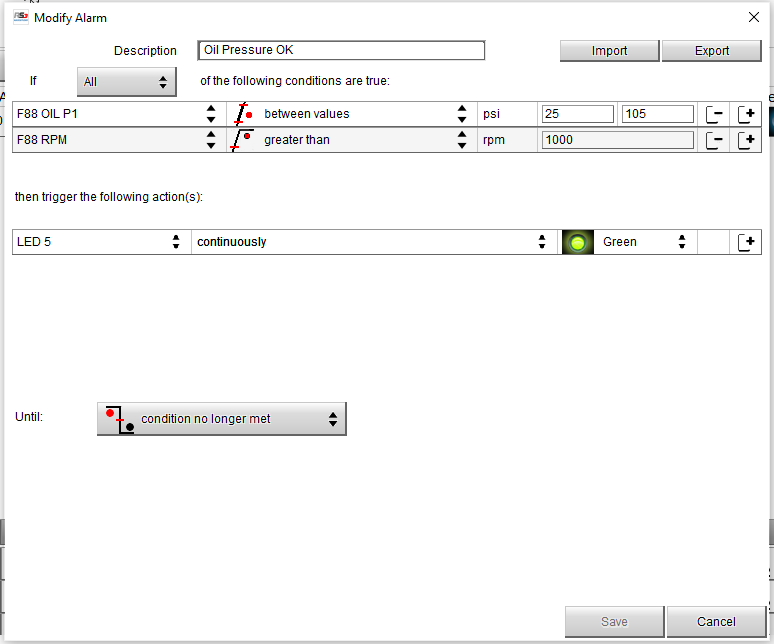 RS3 Modify Alarm
Description Oil Pressure OK Import Export
If All of the following conditions are true:
F88 OIL P1 between values psi 25 105
F88 RPM greater than rpm 1000
then trigger the following action(s):
LED 5 continuously Green
Until: condition no longer met
Save Cancel